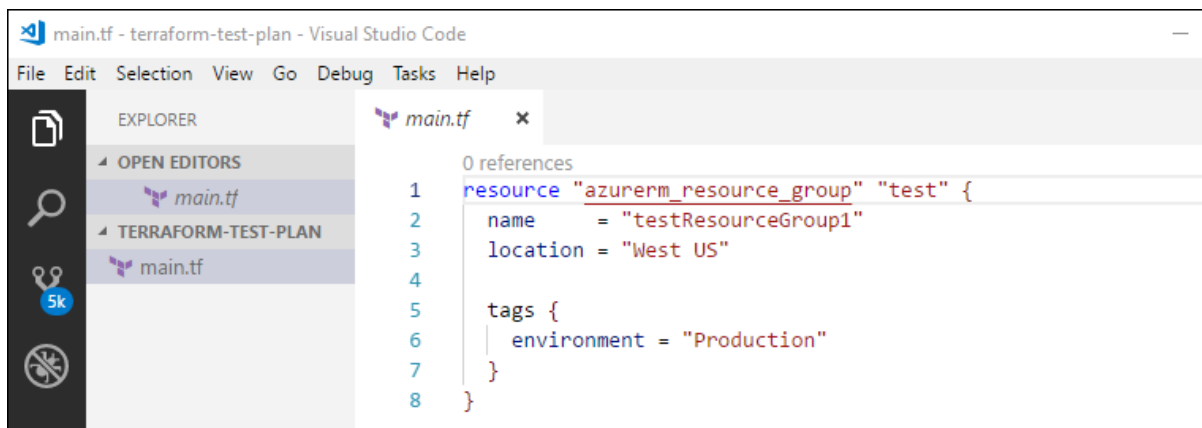 main.tf - terraform-test-plan - Visual Studio Code
File Edit Selection View Go Debug Tasks Help
EXPLORER
OPEN EDITORS
main.tf
TERRAFORM-TEST-PLAN
main.tf
5k
main.tf
0 references
1 resource "azurerm_resource_group" "test" {
2   name     = "testResourceGroup1"
3   location = "West US"
4
5   tags {
6     environment = "Production"
7   }
8 }